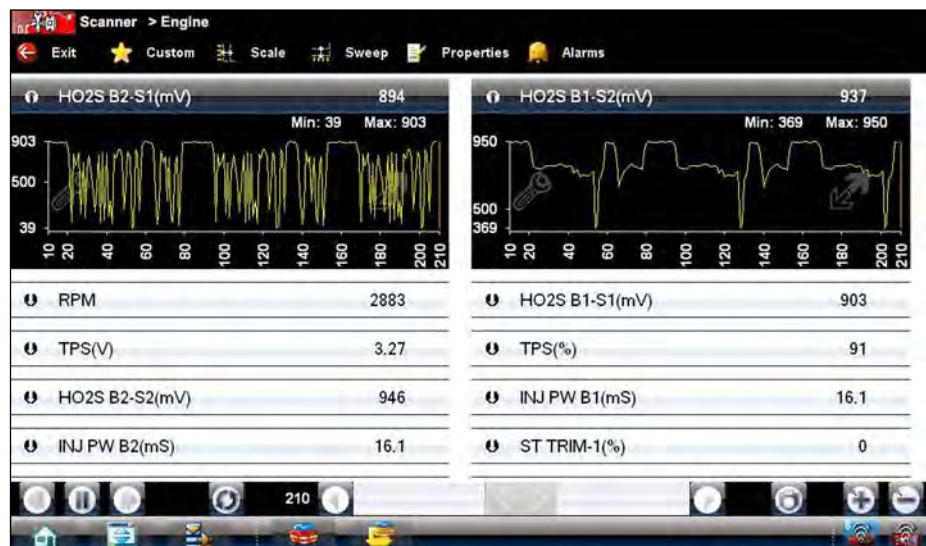 Scanner > Engine
Exit Custom Scale Sweep Properties Alarms
HO2S B2-S1(mV) 894
Min: 39 Max: 903
903
500
39
10 20 40 60 80 100 120 140 160 180 200 210
HO2S B1-S2(mV) 937
Min: 369 Max: 950
950
500
369
10 20 40 60 80 100 120 140 160 180 200 210
RPM 2883
HO2S B1-S1(mV) 903
TPS(V) 3.27
TPS(%) 91
HO2S B2-S2(mV) 946
INJ PW B1(mS) 16.1
INJ PW B2(mS) 16.1
ST TRIM-1(%) 0
210